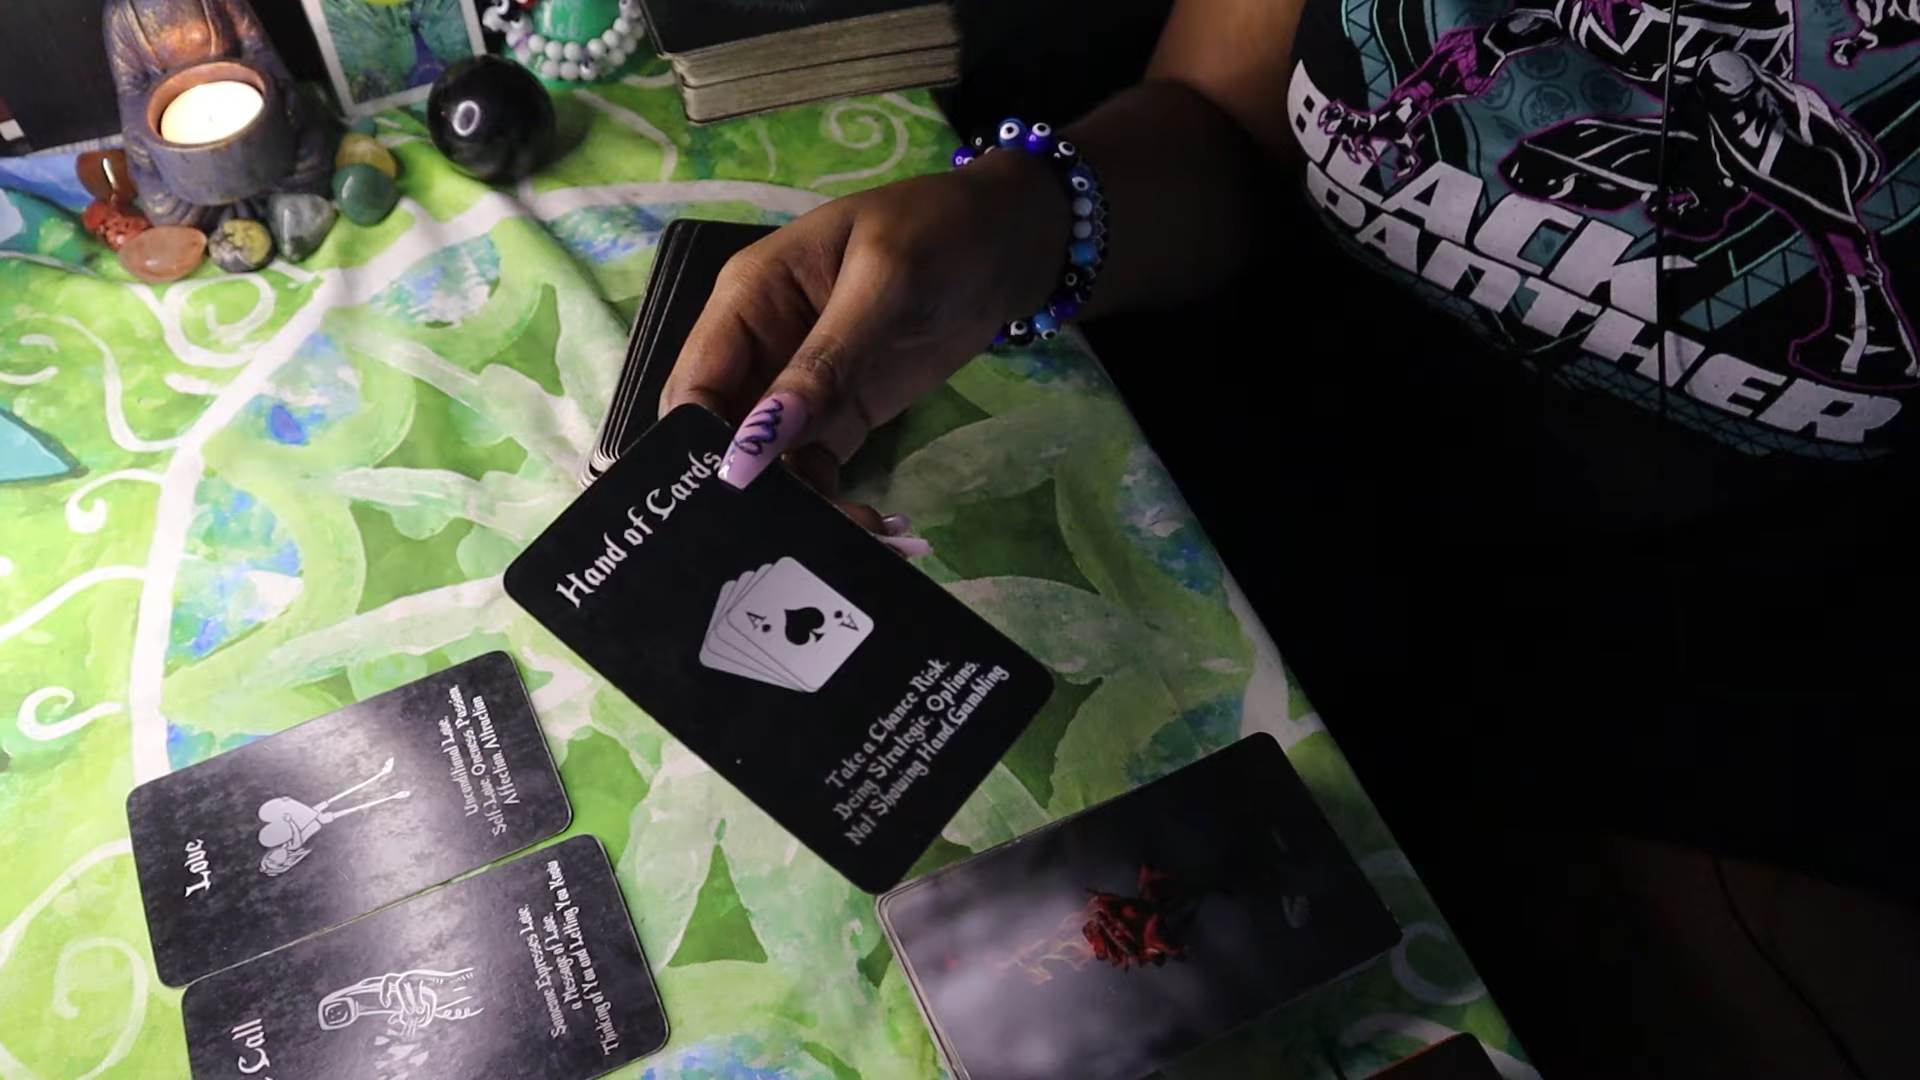 BLACK
PANTHER
Hand of Cards
A
A
Take a Chance Risk.
Being Strategic. Options.
Not Showing Hand. Gambling
Love
Unconditional Love.
Self-Love. Oneness. Passion.
Affection. Attraction
Call
Someone Expresses Love.
a Message of Love.
Thinking of You and Letting You Know